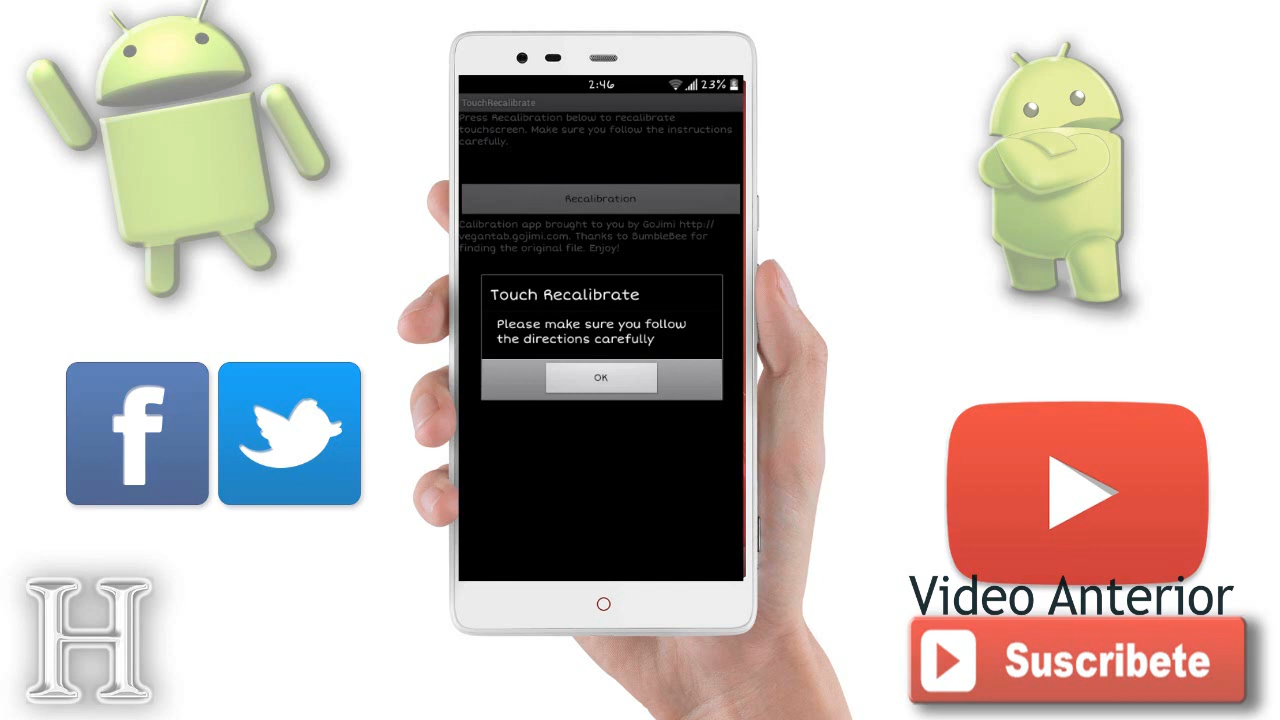 2:46 23%
TouchRecalibrate
Press Recalibration below to recalibrate
touchscreen. Make sure you follow the instructions
carefully.
Recalibration
Calibration app brought to you by GoJimi http://
vegantab.gojimi.com. Thanks to BumbleBee for
finding the original file. Enjoy!
Touch Recalibrate
Please make sure you follow
the directions carefully
OK
f
H
Video Anterior
Suscribete